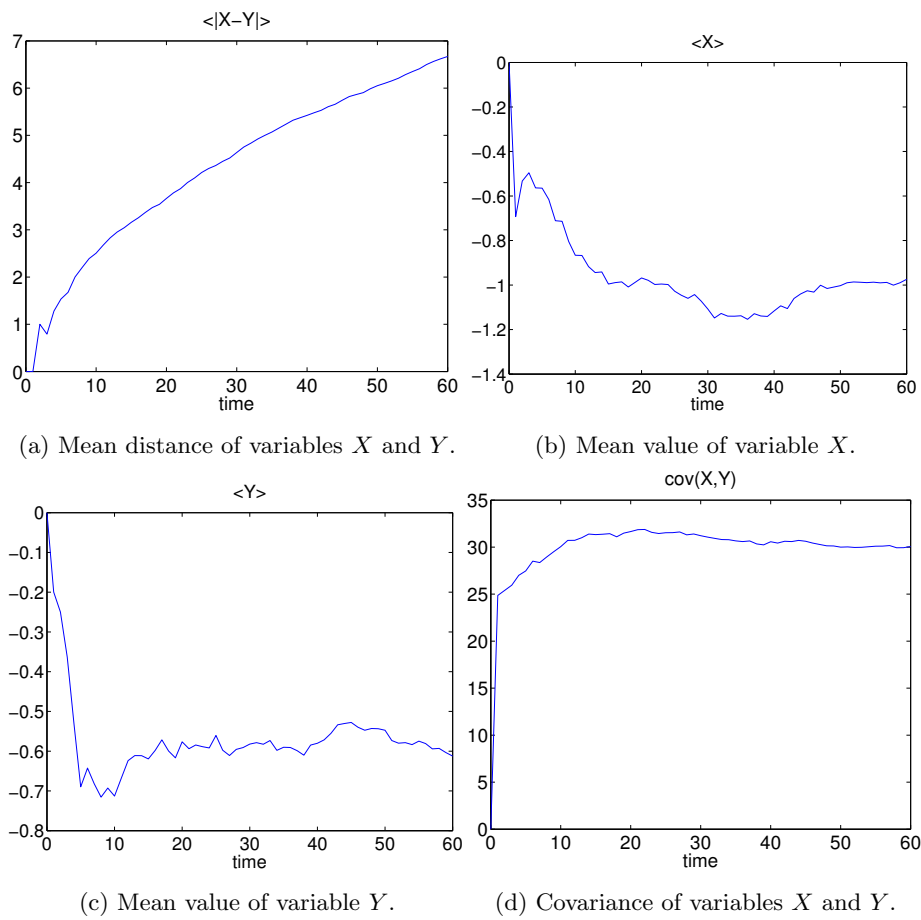 <|X−Y|>
7
6
5
4
3
2
1
0
0 10 20 30 40 50 60
time
(a) Mean distance of variables X and Y.
<X>
0
−0.2
−0.4
−0.6
−0.8
−1
−1.2
−1.4
0 10 20 30 40 50 60
time
(b) Mean value of variable X.
<Y>
0
−0.1
−0.2
−0.3
−0.4
−0.5
−0.6
−0.7
−0.8
0 10 20 30 40 50 60
time
(c) Mean value of variable Y.
cov(X,Y)
35
30
25
20
15
10
5
0
0 10 20 30 40 50 60
time
(d) Covariance of variables X and Y.